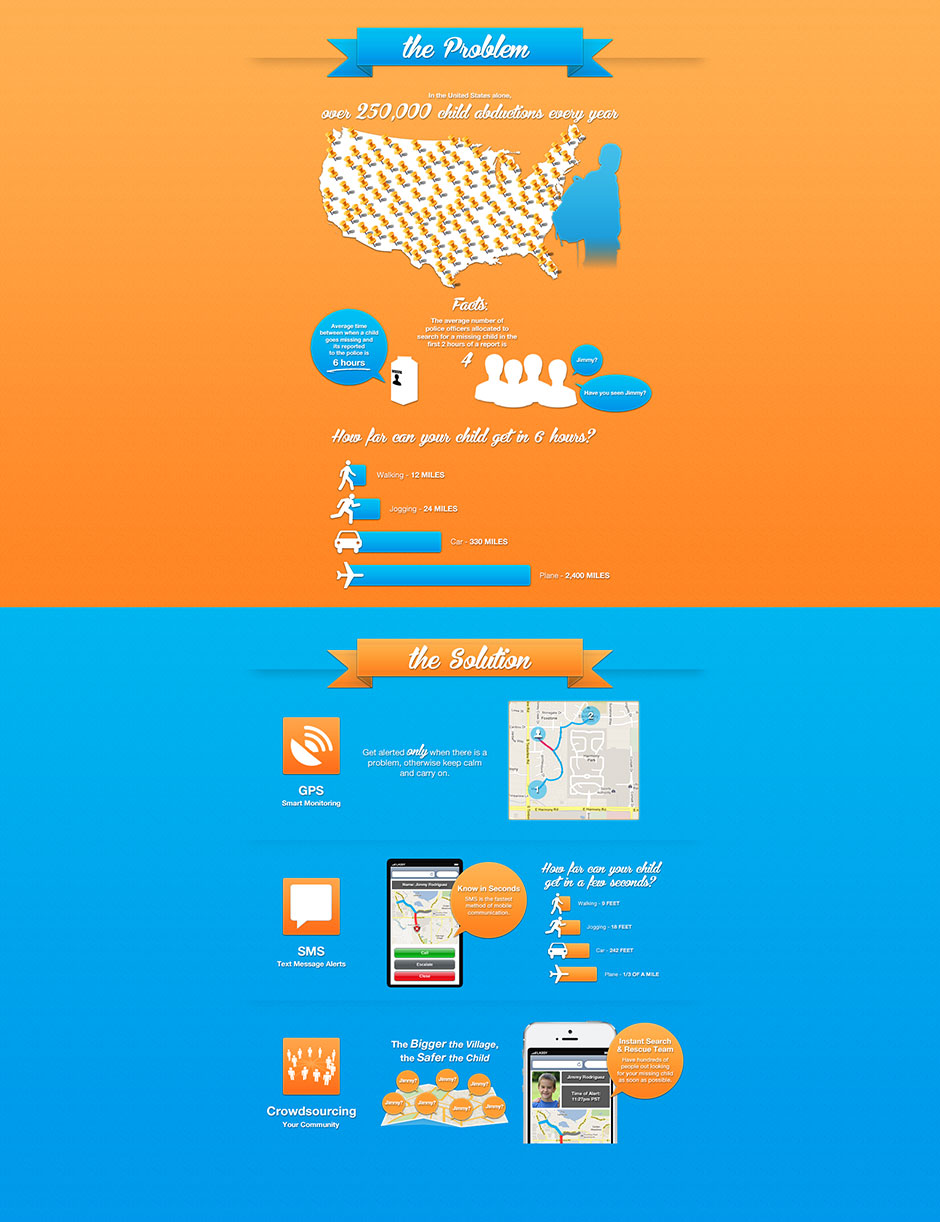 the Problem
In the United States alone,
over 250,000 child abductions every year
Facts:
Average time
between when a child
goes missing and
its reported
to the police is
6 hours
The average number of
police officers allocated to
search for a missing child in the
first 2 hours of a report is
4
Jimmy?
Have you seen Jimmy?
How far can your child get in 6 hours?
Walking - 12 MILES
Jogging - 24 MILES
Car - 330 MILES
Plane - 2,400 MILES
the Solution
GPS
Smart Monitoring
Get alerted only when there is a
problem, otherwise keep calm
and carry on.
2
1
Harmony
Park
E Harmony Rd
E Harmony Rd
SMS
Text Message Alerts
Name: Jimmy Rodriguez
Call
Escalate
Close
Know in Seconds
SMS is the fastest
method of mobile
communication.
How far can your child
get in a few seconds?
Walking - 9 FEET
Jogging - 18 FEET
Car - 242 FEET
Plane - 1/3 OF A MILE
Crowdsourcing
Your Community
The Bigger the Village,
the Safer the Child
Jimmy?
Jimmy?
Jimmy?
Jimmy?
Jimmy?
Jimmy?
Jimmy?
Jimmy Rodriguez
Time of Alert:
11:27pm PST
Instant Search
& Rescue Team
Have hundreds of
people out looking
for your missing child
as soon as possible.